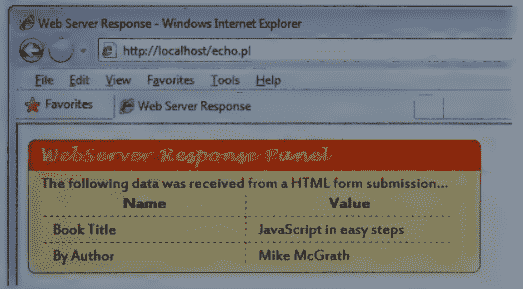 Web Server Response - Windows Internet Explorer
http://localhost/echo.pl
File Edit View Favorites Tools Help
Favorites Web Server Response
WebServer Response Panel
The following data was received from a HTML form submission...
Name Value
Book Title JavaScript in easy steps
By Author Mike McGrath